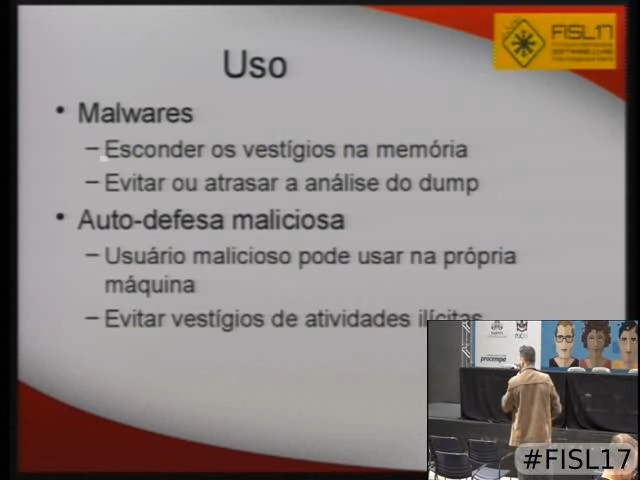 Uso
FISL17
• Malwares
– Esconder os vestígios na memória
– Evitar ou atrasar a análise do dump
• Auto-defesa maliciosa
– Usuário malicioso pode usar na própria
máquina
– Evitar vestígios de atividades ilícitas
procempa
#FISL17